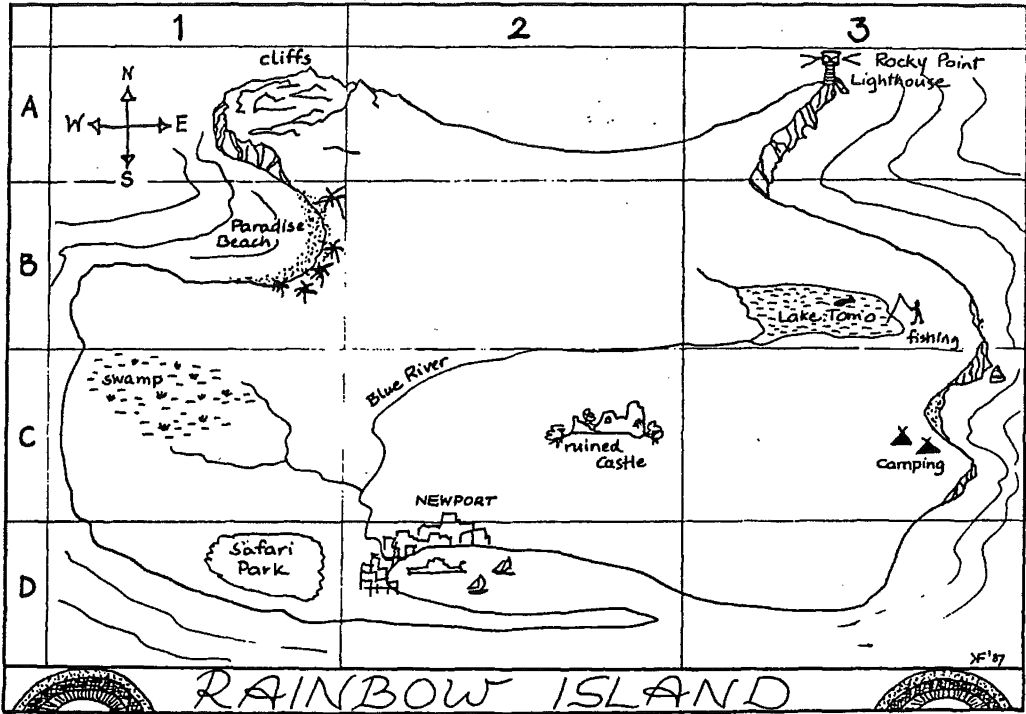 1 2 3
A
B
C
D
N
W E
S
cliffs
Rocky Point
Lighthouse
Paradise
Beach
Lake Tomo
fishing
swamp
Blue River
ruined
Castle
camping
NEWPORT
Safari
Park
KF'87
RAINBOW ISLAND